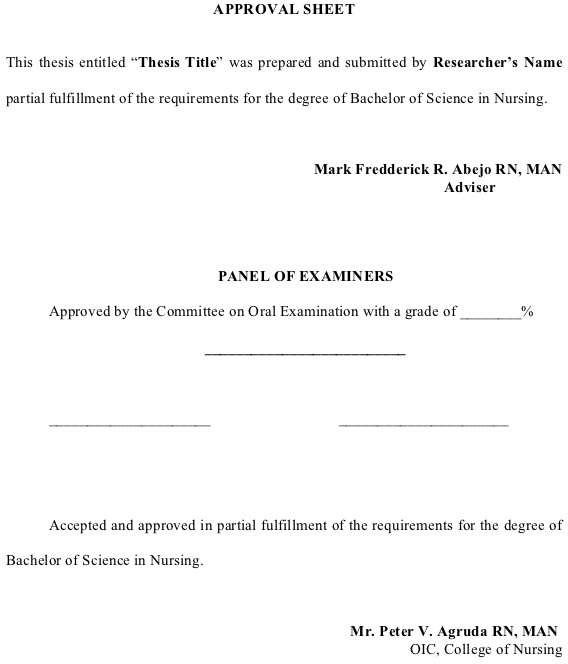 APPROVAL SHEET
This thesis entitled “Thesis Title” was prepared and submitted by Researcher’s Name
partial fulfillment of the requirements for the degree of Bachelor of Science in Nursing.
Mark Fredderick R. Abejo RN, MAN
Adviser
PANEL OF EXAMINERS
Approved by the Committee on Oral Examination with a grade of ________%
__________________________
_____________________ ______________________
Accepted and approved in partial fulfillment of the requirements for the degree of
Bachelor of Science in Nursing.
Mr. Peter V. Agruda RN, MAN
OIC, College of Nursing